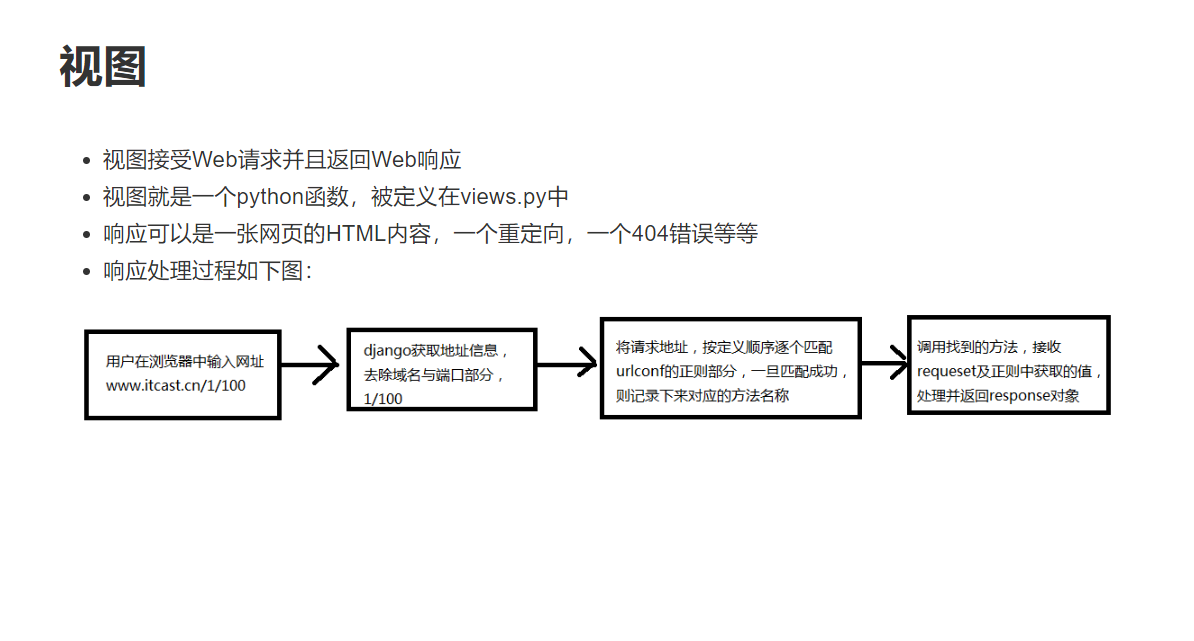 视图
视图接受Web请求并且返回Web响应
视图就是一个python函数，被定义在views.py中
响应可以是一张网页的HTML内容，一个重定向，一个404错误等等
响应处理过程如下图：
用户在浏览器中输入网址
www.itcast.cn/1/100
django获取地址信息，
去除域名与端口部分，
1/100
将请求地址，按定义顺序逐个匹配
urlconf的正则部分，一旦匹配成功，
则记录下来对应的方法名称
调用找到的方法，接收
requeset及正则中获取的值，
处理并返回response对象